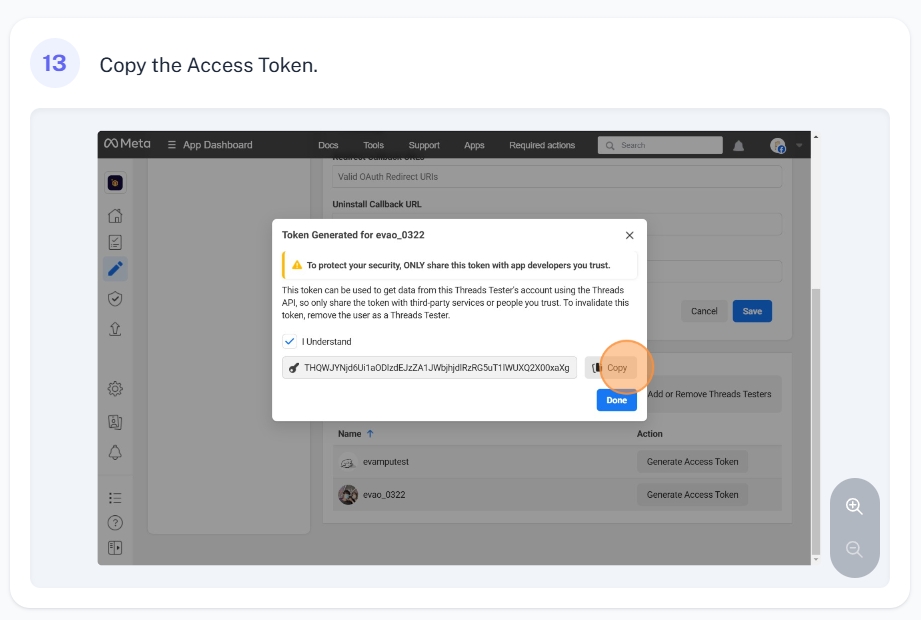 13 Copy the Access Token.
Meta App Dashboard Docs Tools Support Apps Required actions Search
Redirect Callback URLs
Valid OAuth Redirect URIs
Uninstall Callback URL
Token Generated for evao_0322
To protect your security, ONLY share this token with app developers you trust.
This token can be used to get data from this Threads Tester's account using the Threads
API, so only share the token with third-party services or people you trust. To invalidate this
token, remove the user as a Threads Tester.
Cancel Save
I Understand
Copy
Add or Remove Threads Testers
Done
Name Action
evamputest Generate Access Token
evao_0322 Generate Access Token